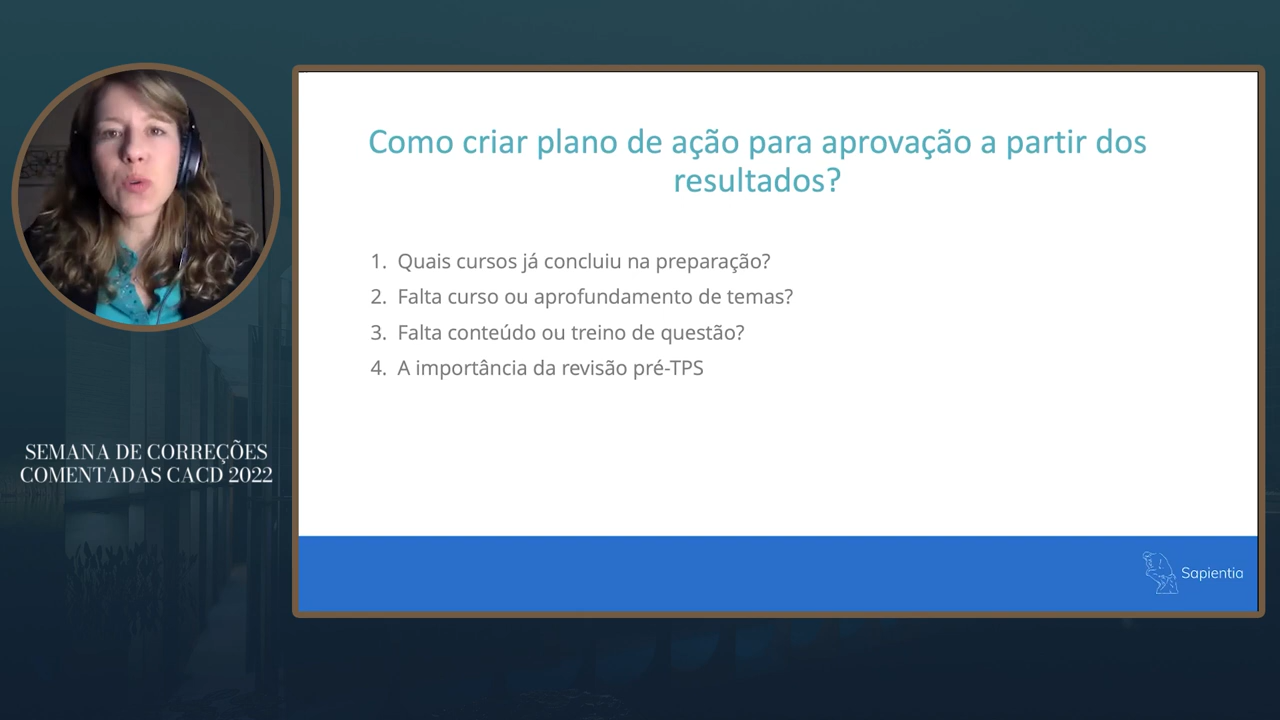 Como criar plano de ação para aprovação a partir dos
resultados?
1. Quais cursos já concluiu na preparação?
2. Falta curso ou aprofundamento de temas?
3. Falta conteúdo ou treino de questão?
4. A importância da revisão pré-TPS
SEMANA DE CORREÇÕES
COMENTADAS CACD 2022
Sapientia